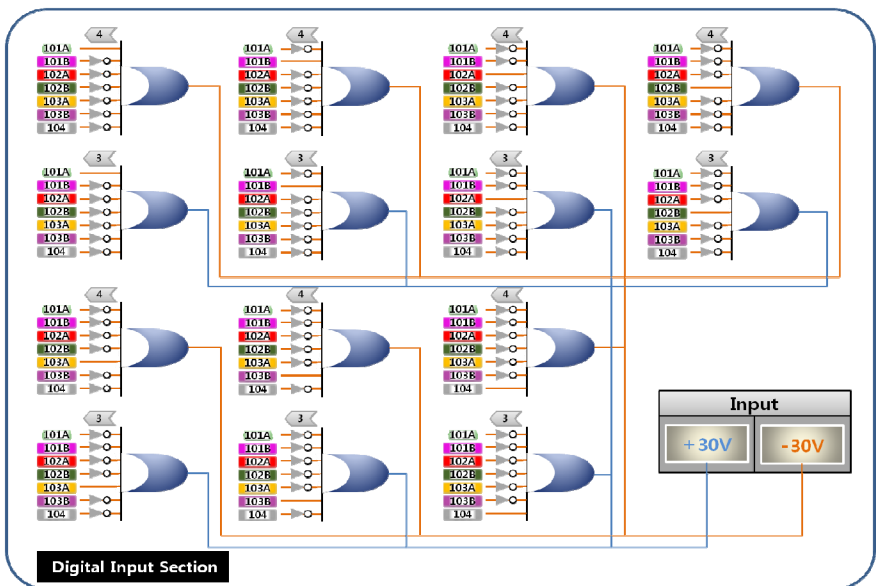 4 4 4 4
101A 101A 101A 101A
101B 101B 101B 101B
102A 102A 102A 102A
102B 102B 102B 102B
103A 103A 103A 103A
103B 103B 103B 103B
104 104 104 104
3 3 3 3
101A 101A 101A 101A
101B 101B 101B 101B
102A 102A 102A 102A
102B 102B 102B 102B
103A 103A 103A 103A
103B 103B 103B 103B
104 104 104 104
4 4 4
101A 101A 101A
101B 101B 101B
102A 102A 102A
102B 102B 102B
103A 103A 103A
103B 103B 103B
104 104 104
3 3 3
101A 101A 101A
101B 101B 101B
102A 102A 102A
102B 102B 102B
103A 103A 103A
103B 103B 103B
104 104 104
Input
+30V -30V
Digital Input Section